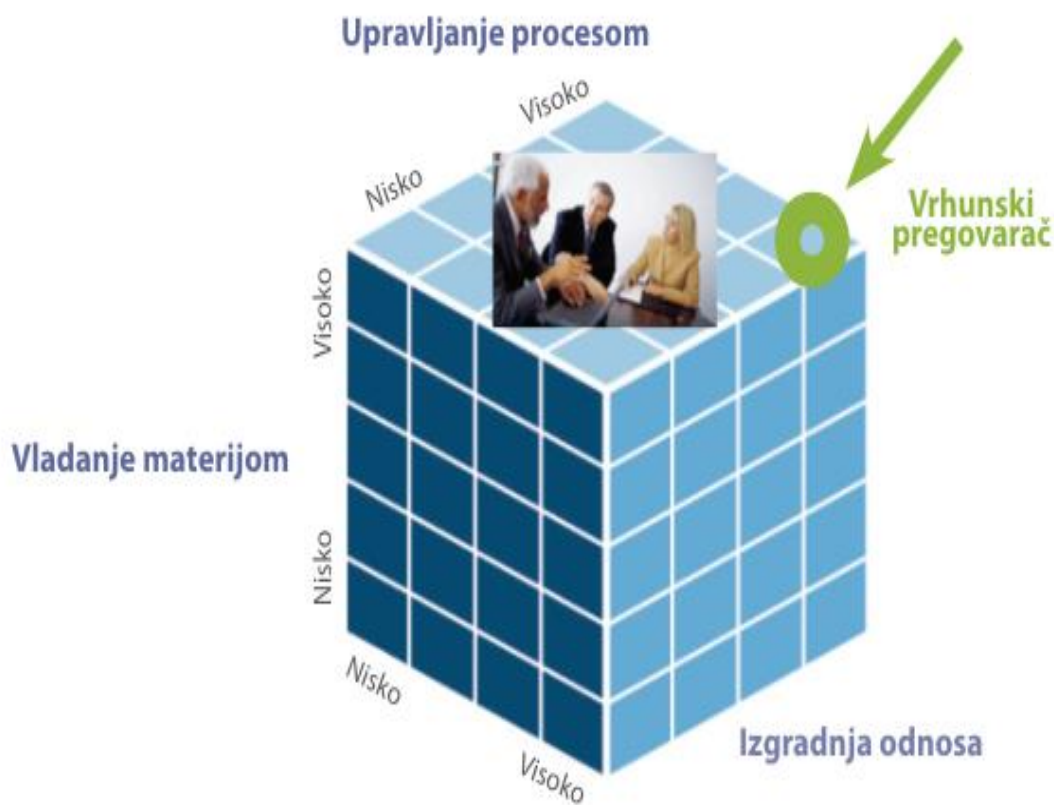 Upravljanje procesom
Visoko
Nisko
Vrhunski
pregovarač
Visoko
Vladanje materijom
Nisko
Nisko
Visoko
Izgradnja odnosa